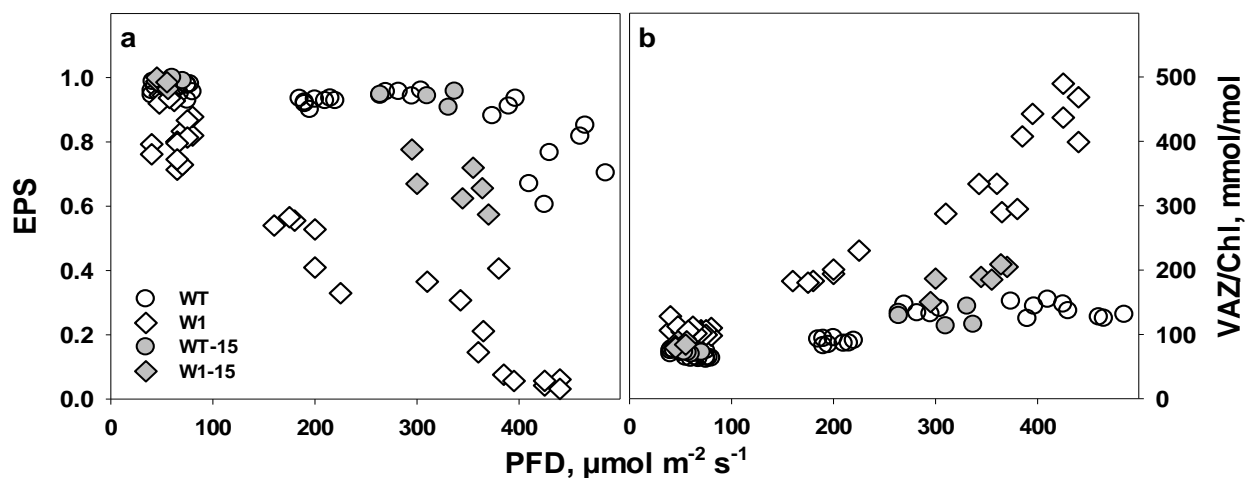 a
b
1.0
0.8
0.6
0.4
0.2
0.0
EPS
WT
W1
WT-15
W1-15
500
400
300
200
100
0
VAZ/Chl, mmol/mol
0 100 200 300 400
0 100 200 300 400
PFD, µmol m⁻² s⁻¹